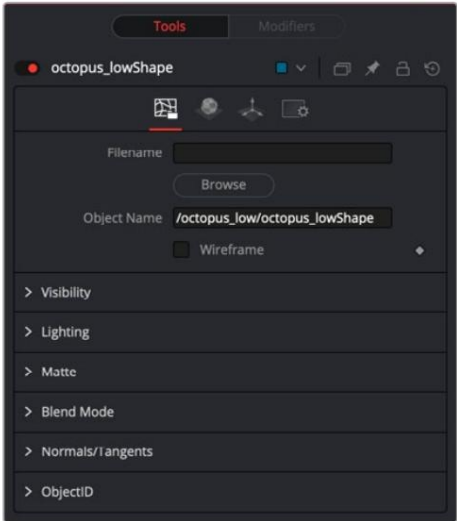 Tools
Modifiers
octopus_lowShape
Filename
Browse
Object Name /octopus_low/octopus_lowShape
Wireframe
> Visibility
> Lighting
> Matte
> Blend Mode
> Normals/Tangents
> ObjectID